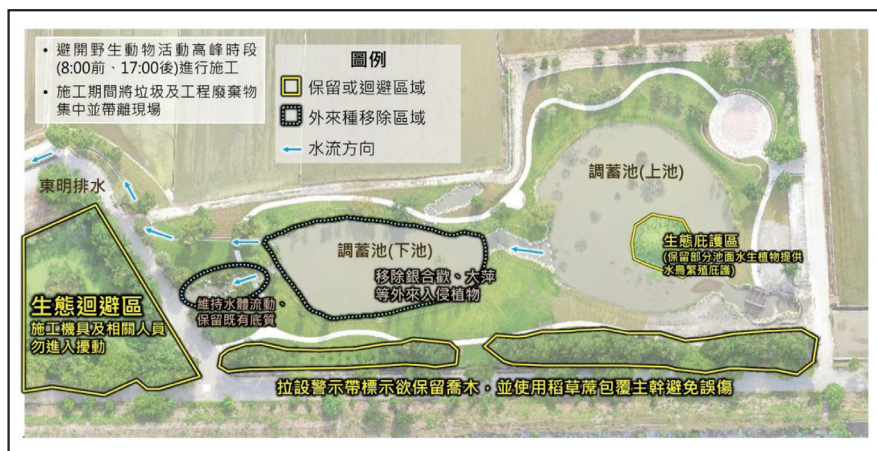 • 避開野生動物活動高峰時段
(8:00前、17:00後)進行施工
• 施工期間將垃圾及工程廢棄物
集中並帶離現場
圖例
保留或迴避區域
外來種移除區域
水流方向
東明排水
調蓄池(上池)
調蓄池(下池)
生態庇護區
(保留部分池面水生植物提供
水鳥繁殖庇護)
移除銀合歡、大萍
等外來入侵植物
維持水體流動、
保留既有底質
生態迴避區
施工機具及相關人員
勿進入擾動
拉設警示帶標示欲保留喬木，並使用稻草蓆包覆主幹避免誤傷